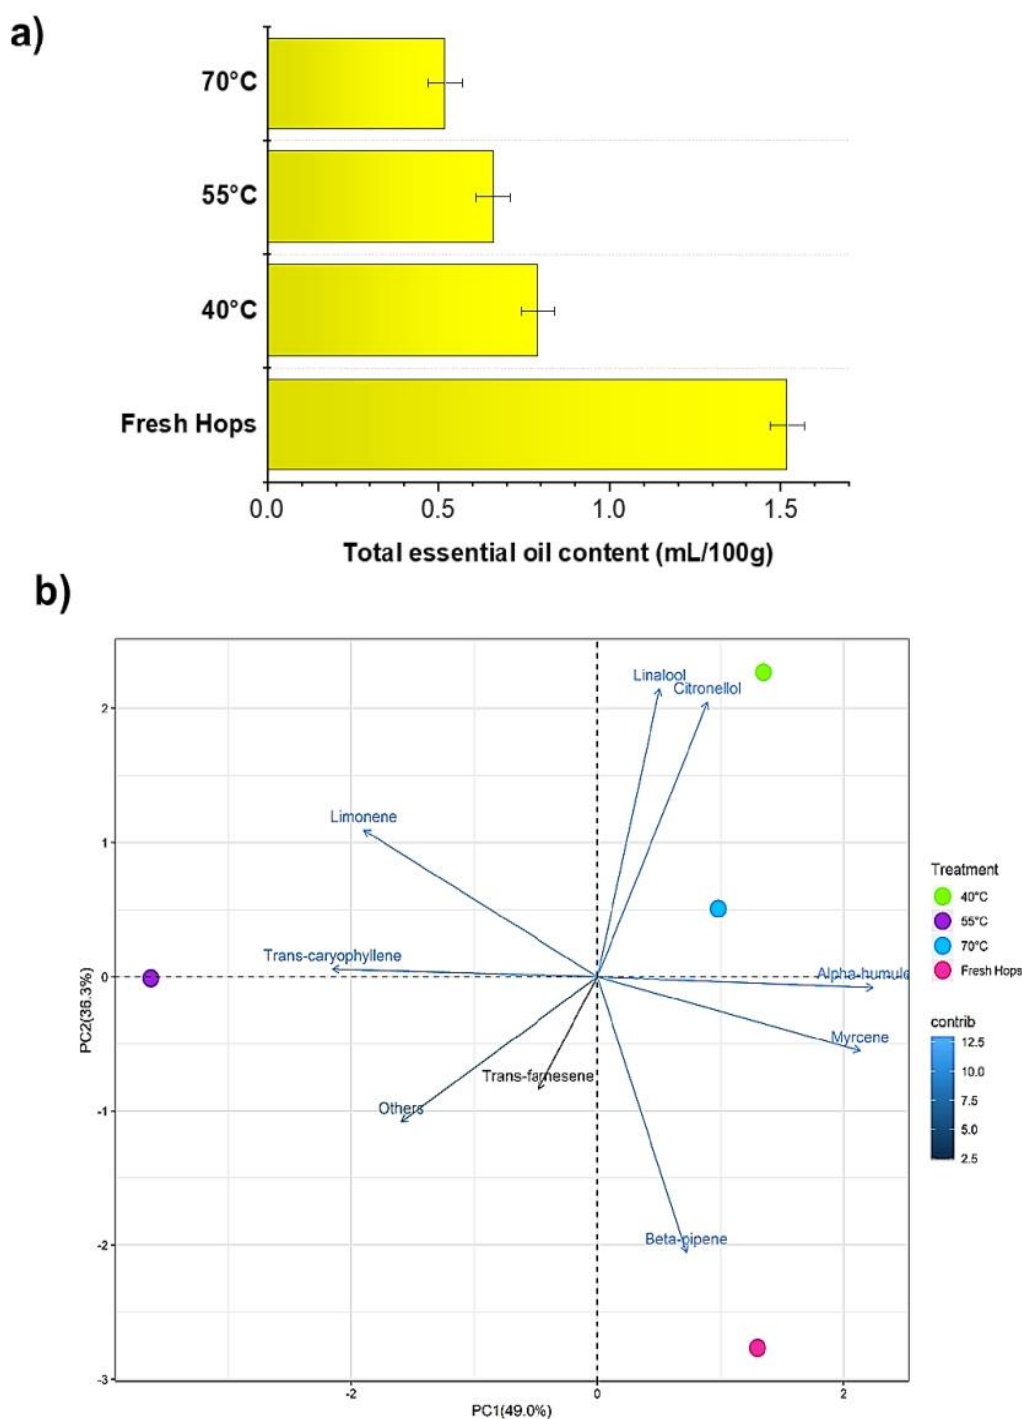 a)
70°C
55°C
40°C
Fresh Hops
0.0 0.5 1.0 1.5
Total essential oil content (mL/100g)
b)
Linalool
Citronellol
Limonene
Trans-caryophyllene
Alpha-humule
Myrcene
Trans-farnesene
Others
Beta-pipene
2
1
0
-1
-2
-3
PC2(36.3%)
-2 0 2
PC1(49.0%)
Treatment
40°C
55°C
70°C
Fresh Hops
contrib
12.5
10.0
7.5
5.0
2.5